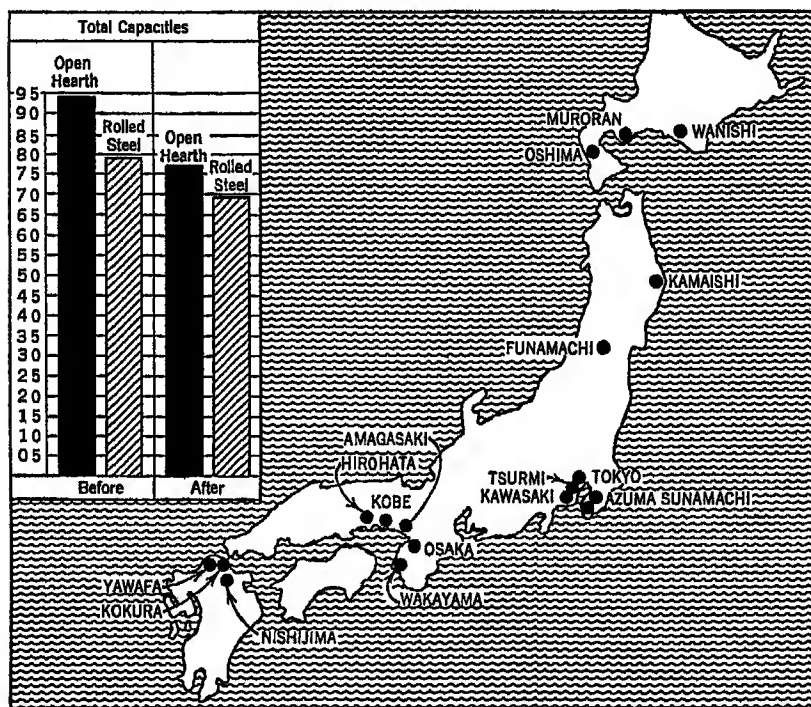 Total Capacities
Open
Hearth
Rolled
Steel
Open
Hearth
Rolled
Steel
95
90
85
80
75
70
65
60
55
50
45
40
35
30
25
20
15
10
05
Before
After
MURORAN
WANISHI
OSHIMA
KAMAISHI
FUNAMACHI
AMAGASAKI
HIROHATA
KOBE
TSURMI
TOKYO
KAWASAKI
AZUMA SUNAMACHI
OSAKA
YAWAFA
WAKAYAMA
KOKURA
NISHIJIMA